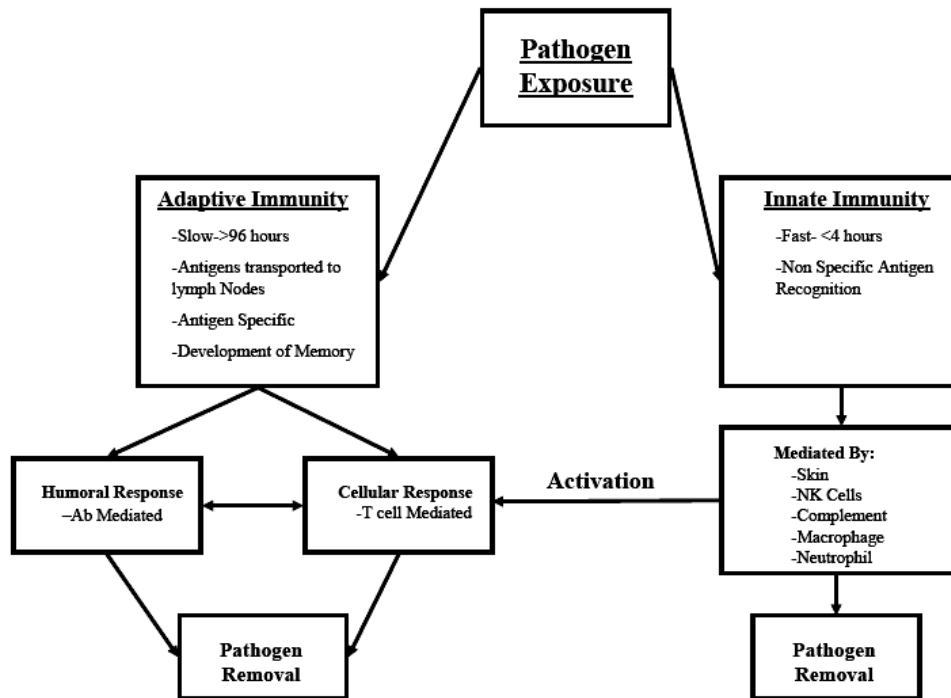 Pathogen
Exposure
Adaptive Immunity
-Slow->96 hours
-Antigens transported to
lymph Nodes
-Antigen Specific
-Development of Memory
Innate Immunity
-Fast- <4 hours
-Non Specific Antigen
Recognition
Humoral Response
–Ab Mediated
Cellular Response
-T cell Mediated
Activation
Mediated By:
-Skin
-NK Cells
-Complement
-Macrophage
-Neutrophil
Pathogen
Removal
Pathogen
Removal